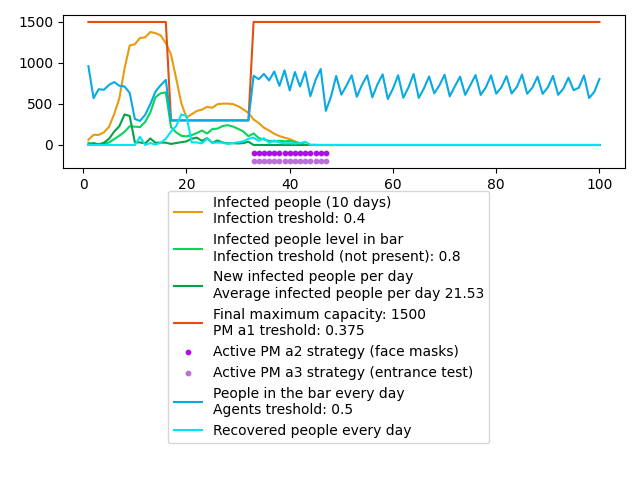 1500
1000
500
0
0 20 40 60 80 100
Infected people (10 days)
Infection treshold: 0.4
Infected people level in bar
Infection treshold (not present): 0.8
New infected people per day
Average infected people per day 21.53
Final maximum capacity: 1500
PM a1 treshold: 0.375
Active PM a2 strategy (face masks)
Active PM a3 strategy (entrance test)
People in the bar every day
Agents treshold: 0.5
Recovered people every day